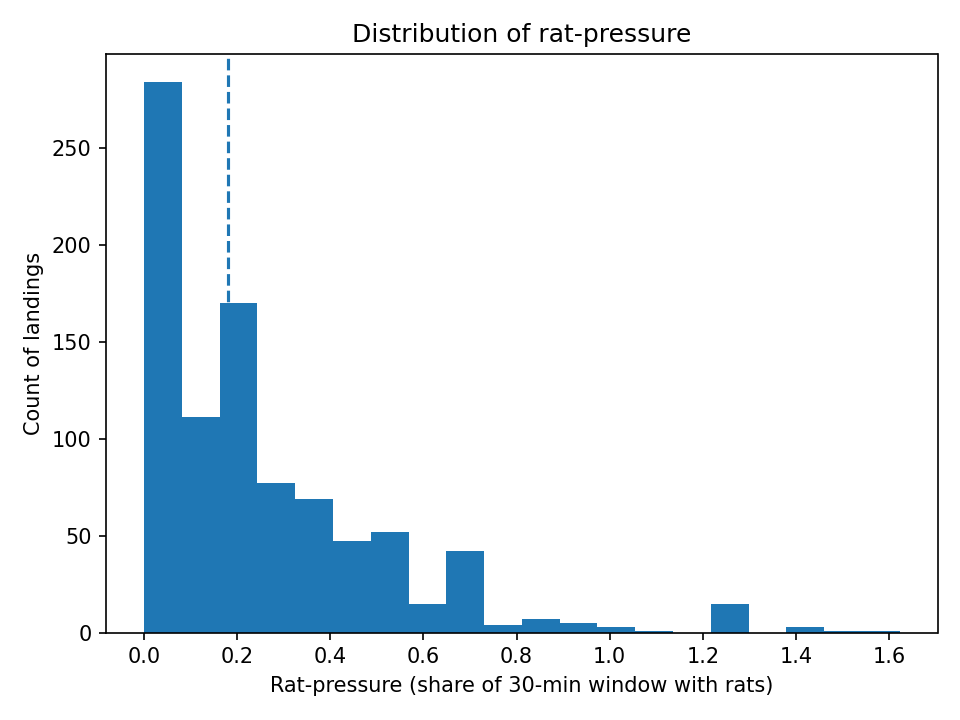 Distribution of rat-pressure
Count of landings
250
200
150
100
50
0
0.0 0.2 0.4 0.6 0.8 1.0 1.2 1.4 1.6
Rat-pressure (share of 30-min window with rats)